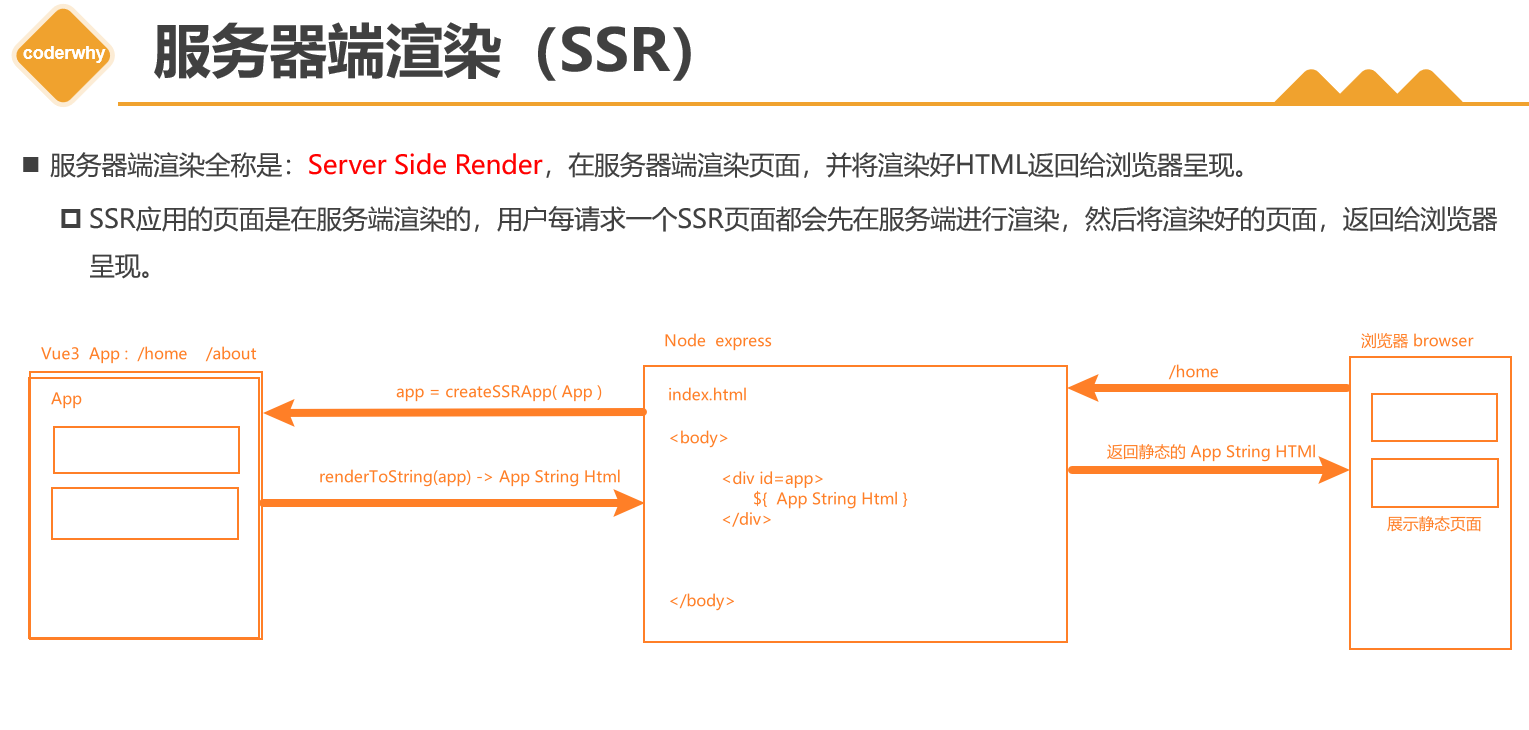 coderwhy
服务器端渲染（SSR）
服务器端渲染全称是：Server Side Render，在服务器端渲染页面，并将渲染好HTML返回给浏览器呈现。
SSR应用的页面是在服务端渲染的，用户每请求一个SSR页面都会先在服务端进行渲染，然后将渲染好的页面，返回给浏览器
呈现。
Vue3 App : /home /about
App
app = createSSRApp( App )
renderToString(app) -> App String Html
Node express
index.html
<body>
<div id=app>
${ App String Html }
</div>
</body>
/home
返回静态的 App String HTMl
浏览器 browser
展示静态页面